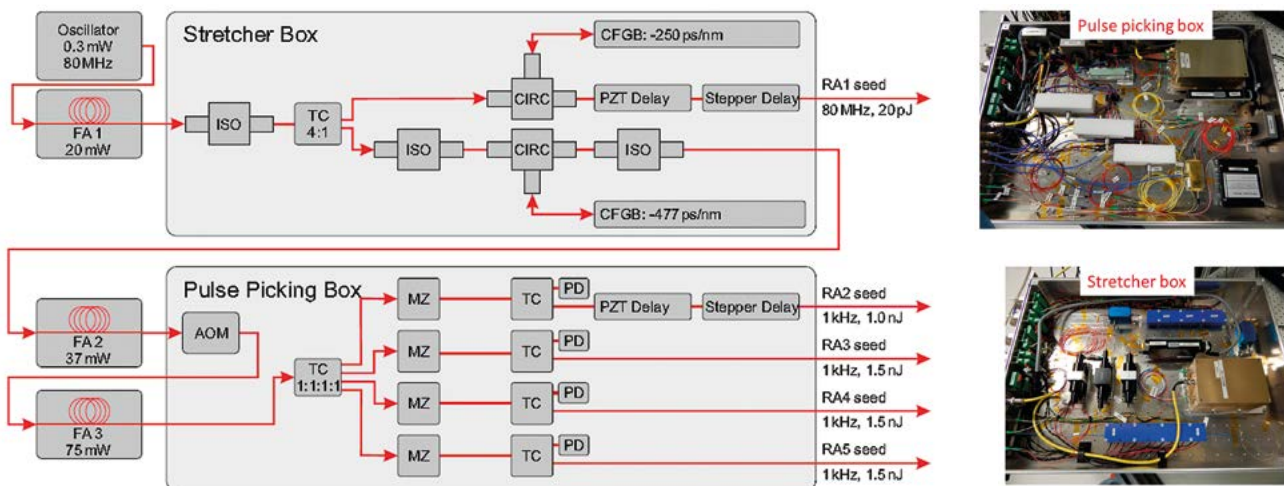 Oscillator
0.3 mW
80 MHz
FA 1
20 mW
Stretcher Box
ISO
TC
4:1
CFGB: -250 ps/nm
CIRC
PZT Delay
Stepper Delay
RA1 seed
80 MHz, 20 pJ
ISO
CIRC
ISO
CFGB: -477 ps/nm
FA 2
37 mW
FA 3
75 mW
Pulse Picking Box
AOM
TC
1:1:1:1
MZ
TC
PD
PZT Delay
Stepper Delay
RA2 seed
1 kHz, 1.0 nJ
MZ
TC
PD
RA3 seed
1 kHz, 1.5 nJ
MZ
TC
PD
RA4 seed
1 kHz, 1.5 nJ
MZ
TC
PD
RA5 seed
1 kHz, 1.5 nJ
Pulse picking box
Stretcher box